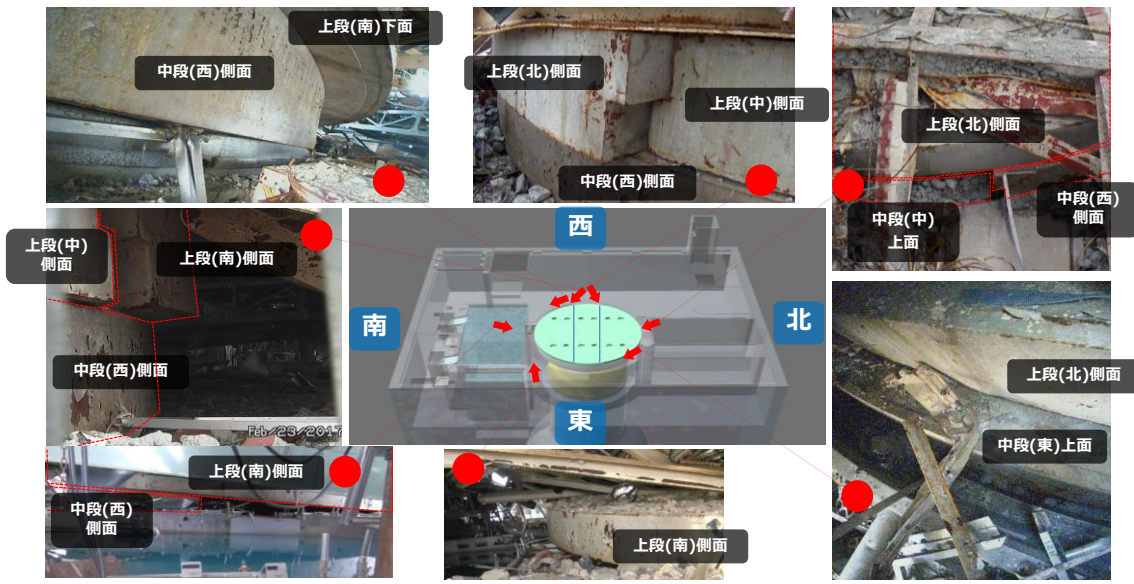 上段(南)下面
中段(西)側面
上段(北)側面
上段(中)側面
中段(西)側面
上段(北)側面
中段(中)
上面
中段(西)
側面
上段(中)
側面
上段(南)側面
中段(西)側面
Feb/23/2017
西
南
北
東
上段(北)側面
中段(東)上面
上段(南)側面
中段(西)
側面
上段(南)側面